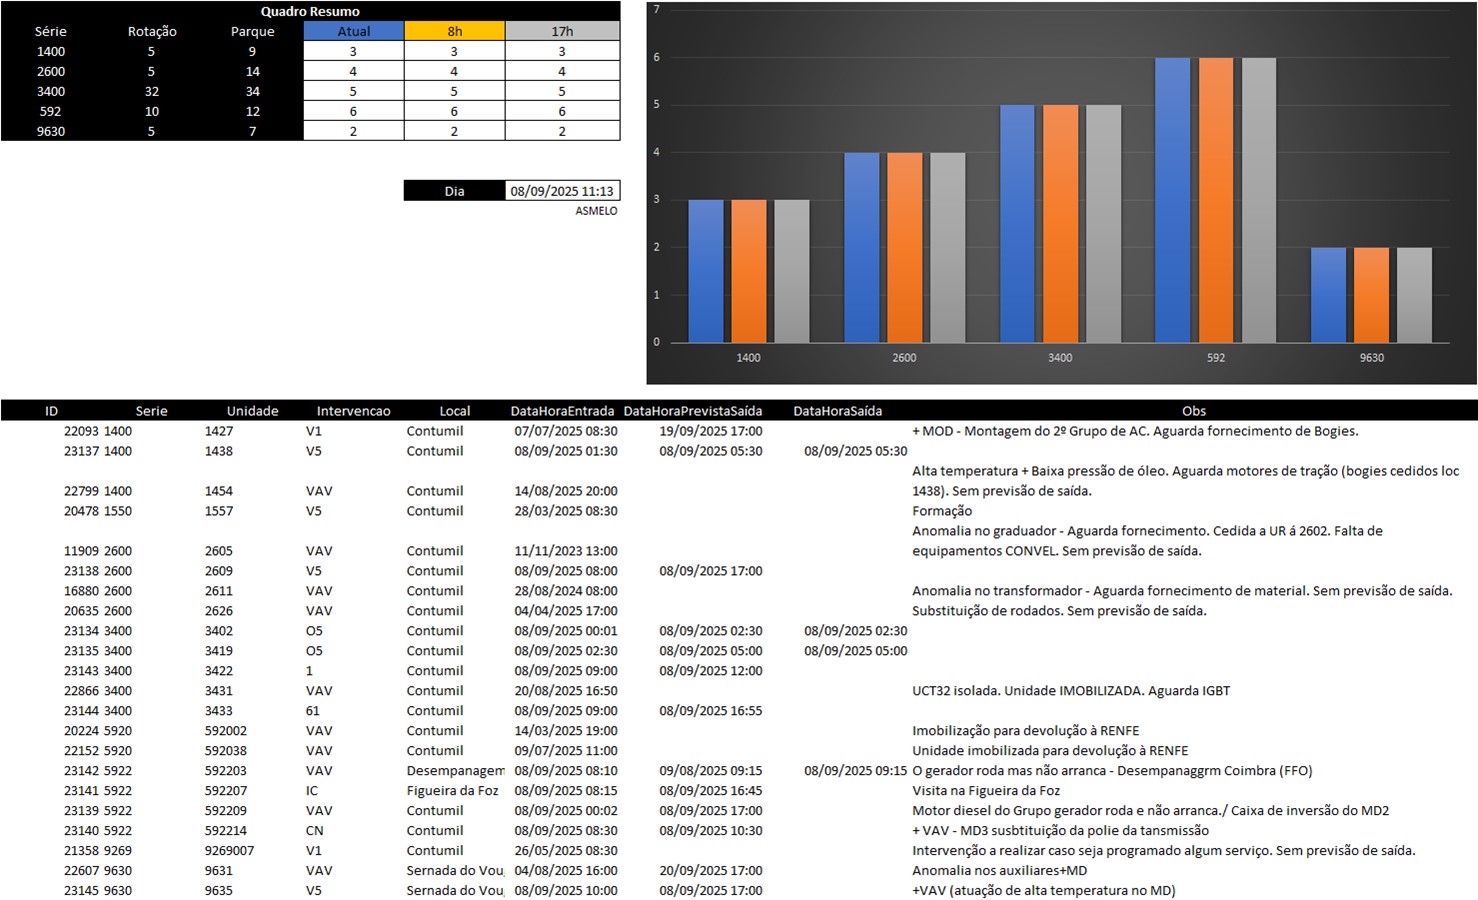 Quadro Resumo
Série Rotação Parque Atual 8h 17h
1400 5 9 3 3 3
2600 5 14 4 4 4
3400 32 34 5 5 5
592 10 12 6 6 6
9630 5 7 2 2 2
Dia 08/09/2025 11:13
ASMELO
7
6
5
4
3
2
1
0
1400 2600 3400 592 9630
ID Serie Unidade Intervencao Local DataHoraEntrada DataHoraPrevistaSaída DataHoraSaída Obs
22093 1400 1427 V1 Contumil 07/07/2025 08:30 19/09/2025 17:00 + MOD - Montagem do 2º Grupo de AC. Aguarda fornecimento de Bogies.
23137 1400 1438 V5 Contumil 08/09/2025 01:30 08/09/2025 05:30 08/09/2025 05:30
Alta temperatura + Baixa pressão de óleo. Aguarda motores de tração (bogies cedidos loc
22799 1400 1454 VAV Contumil 14/08/2025 20:00 1438). Sem previsão de saída.
20478 1550 1557 V5 Contumil 28/03/2025 08:30 Formação
Anomalia no graduador - Aguarda fornecimento. Cedida a UR á 2602. Falta de
11909 2600 2605 VAV Contumil 11/11/2023 13:00 equipamentos CONVEL. Sem previsão de saída.
23138 2600 2609 V5 Contumil 08/09/2025 08:00 08/09/2025 17:00
16880 2600 2611 VAV Contumil 28/08/2024 08:00 Anomalia no transformador - Aguarda fornecimento de material. Sem previsão de saída.
20635 2600 2626 VAV Contumil 04/04/2025 17:00 Substituição de rodados. Sem previsão de saída.
23134 3400 3402 O5 Contumil 08/09/2025 00:01 08/09/2025 02:30 08/09/2025 02:30
23135 3400 3419 O5 Contumil 08/09/2025 02:30 08/09/2025 05:00 08/09/2025 05:00
23143 3400 3422 1 Contumil 08/09/2025 09:00 08/09/2025 12:00
22866 3400 3431 VAV Contumil 20/08/2025 16:50 UCT32 isolada. Unidade IMOBILIZADA. Aguarda IGBT
23144 3400 3433 61 Contumil 08/09/2025 09:00 08/09/2025 16:55
20224 5920 592002 VAV Contumil 14/03/2025 19:00 Imobilização para devolução à RENFE
22152 5920 592038 VAV Contumil 09/07/2025 11:00 Unidade imobilizada para devolução à RENFE
23142 5922 592203 VAV Desempanagem 08/09/2025 08:10 09/08/2025 09:15 08/09/2025 09:15 O gerador roda mas não arranca - Desempanaggrm Coimbra (FFO)
23141 5922 592207 IC Figueira da Foz 08/09/2025 08:15 08/09/2025 16:45 Visita na Figueira da Foz
23139 5922 592209 VAV Contumil 08/09/2025 00:02 08/09/2025 17:00 Motor diesel do Grupo gerador roda e não arranca./ Caixa de inversão do MD2
23140 5922 592214 CN Contumil 08/09/2025 08:30 08/09/2025 10:30 + VAV - MD3 susbtituição da polie da tansmissão
21358 9269 9269007 V1 Contumil 26/05/2025 08:30 Intervenção a realizar caso seja programado algum serviço. Sem previsão de saída.
22607 9630 9631 VAV Sernada do Vou 04/08/2025 16:00 20/09/2025 17:00 Anomalia nos auxiliares+MD
23145 9630 9635 V5 Sernada do Vou 08/09/2025 10:00 08/09/2025 17:00 +VAV (atuação de alta temperatura no MD)